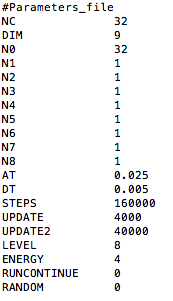 #Parameters_file
NC 32
DIM 9
N0 32
N1 1
N2 1
N3 1
N4 1
N5 1
N6 1
N7 1
N8 1
AT 0.025
DT 0.005
STEPS 160000
UPDATE 4000
UPDATE2 40000
LEVEL 8
ENERGY 4
RUNCONTINUE 0
RANDOM 0